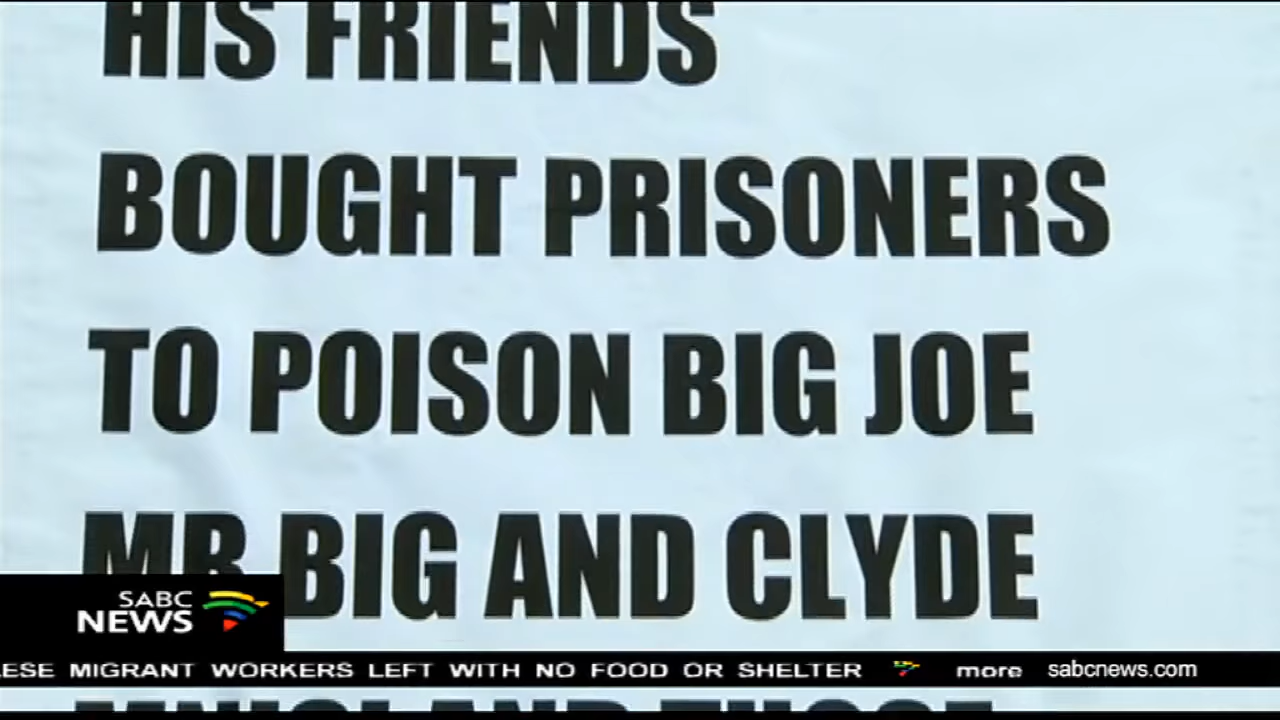 HIS FRIENDS
BOUGHT PRISONERS
TO POISON BIG JOE
MR BIG AND CLYDE
SABC
NEWS
MIGRANT WORKERS LEFT WITH NO FOOD OR SHELTER more sabcnews.com